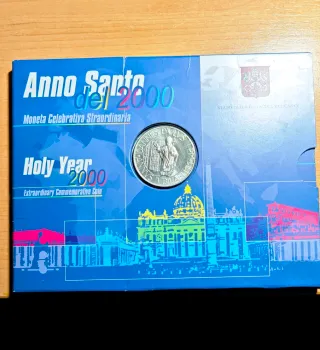 Anno Santo
del 2000
Moneta Celebrativa Straordinaria
Holy Year
2000
Extraordinary Commemorative Coin